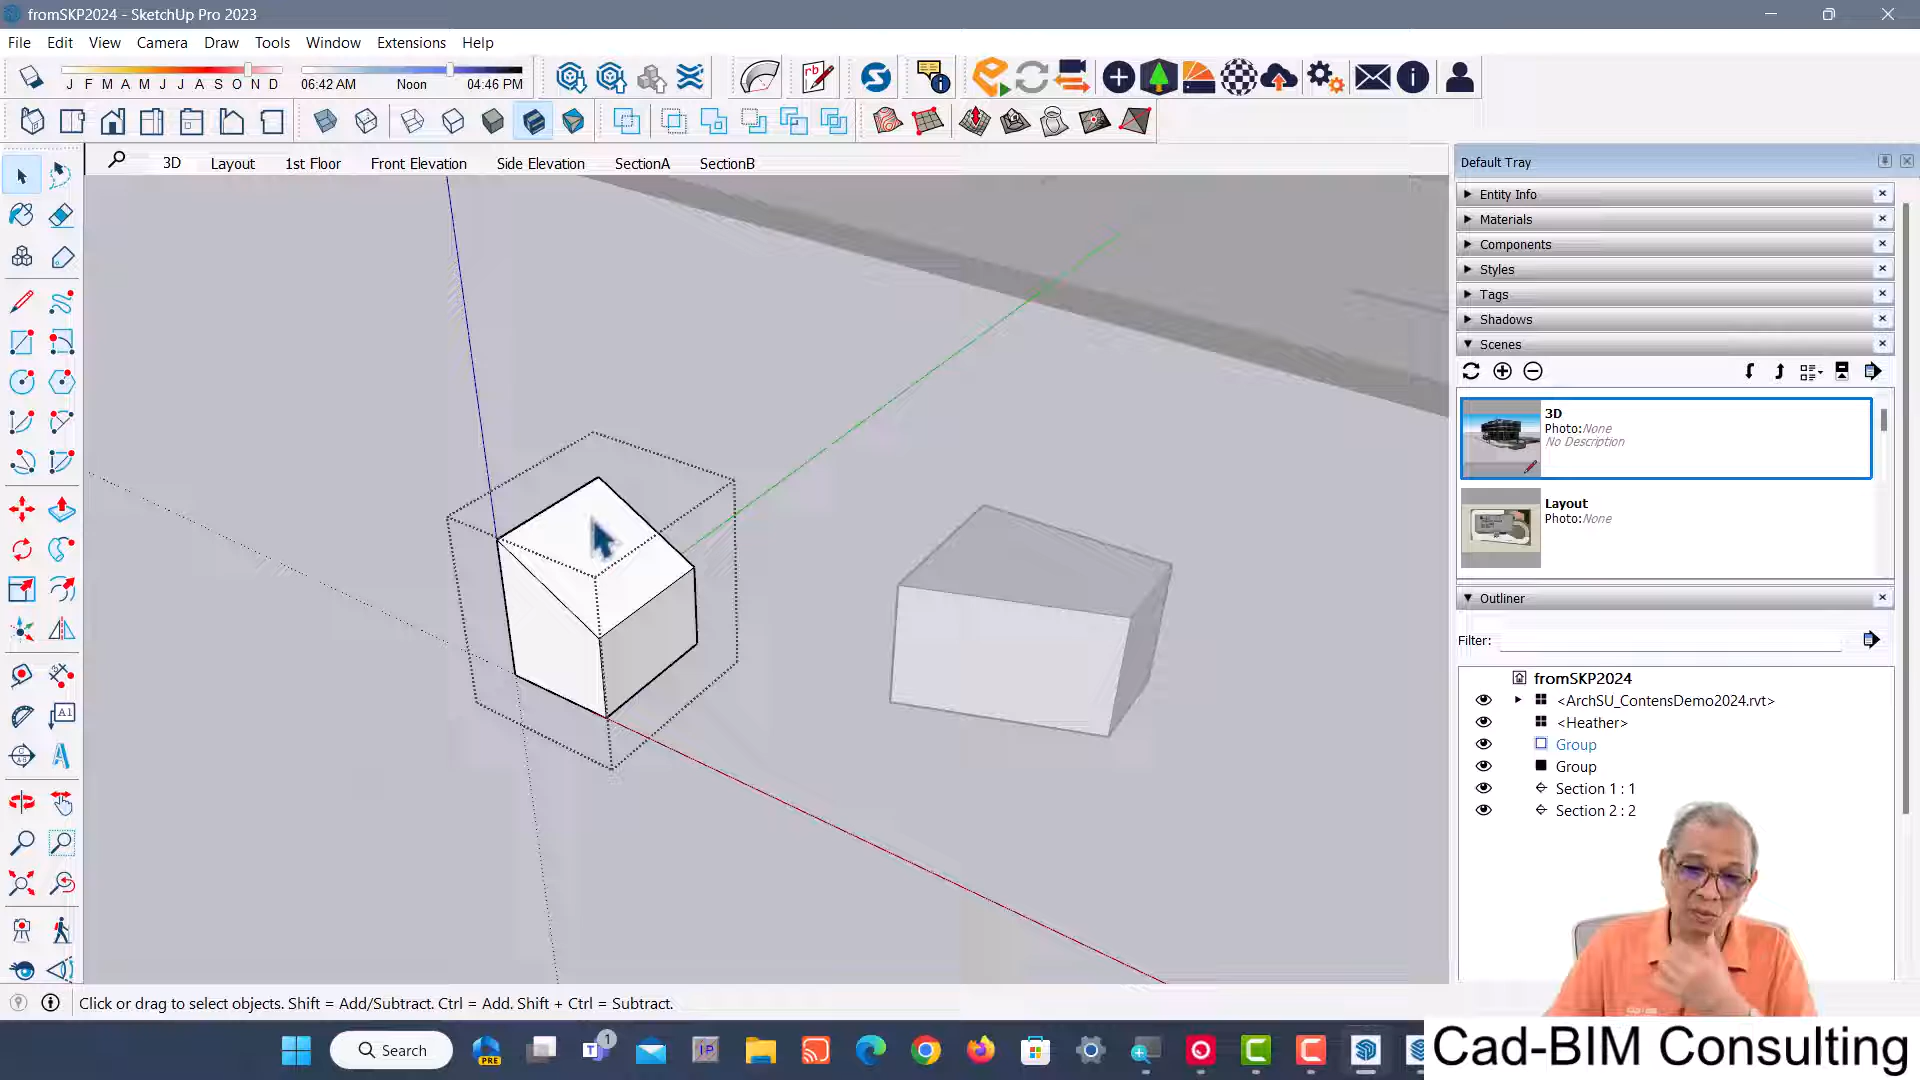 fromSKP2024 - SketchUp Pro 2023
File Edit View Camera Draw Tools Window Extensions Help
J F M A M J J A S O N D
06:42 AM Noon 04:46 PM
3D Layout 1st Floor Front Elevation Side Elevation SectionA SectionB
Default Tray
Entity Info
Materials
Components
Styles
Tags
Shadows
Scenes
3D
Photo:None
No Description
Layout
Photo:None
Outliner
Filter:
fromSKP2024
<ArchSU_ContensDemo2024.rvt>
<Heather>
Group
Group
Section 1 : 1
Section 2 : 2
Click or drag to select objects. Shift = Add/Subtract. Ctrl = Add. Shift + Ctrl = Subtract.
Search
PRE
1
Cad-BIM Consulting